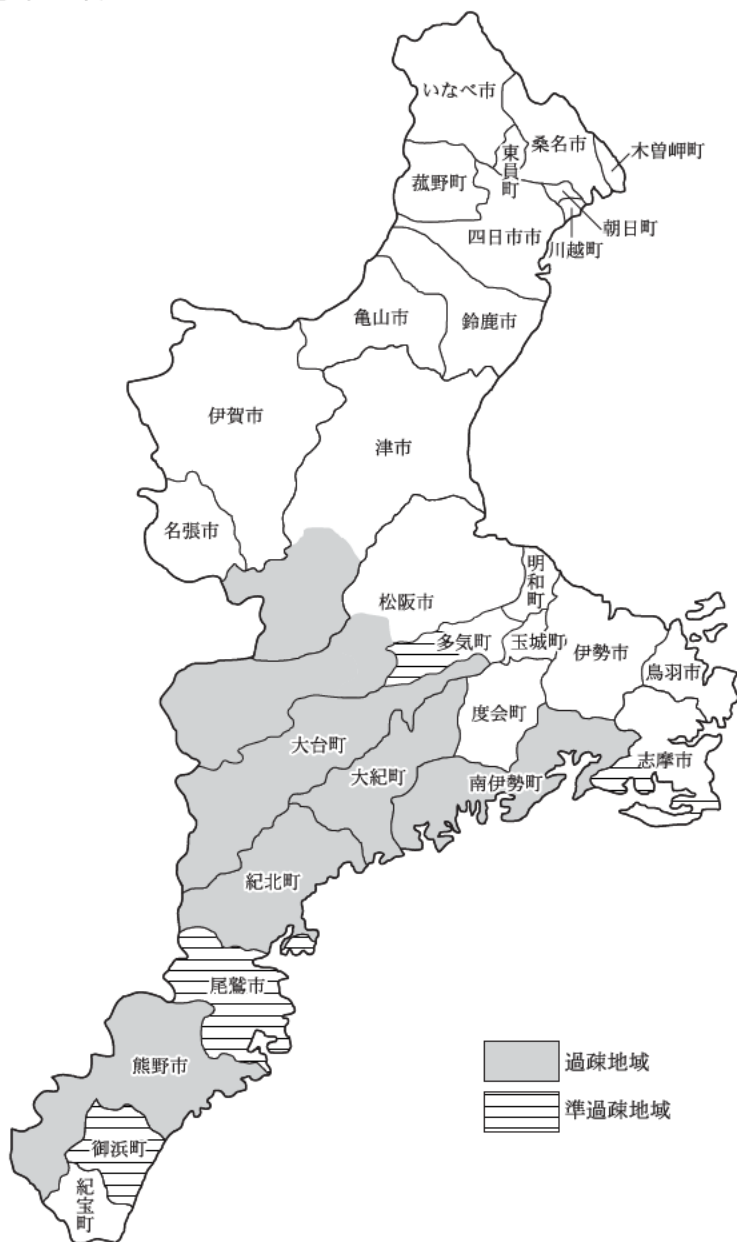 いなべ市
桑名市
東員町
木曽岬町
菰野町
朝日町
四日市市
川越町
亀山市
鈴鹿市
伊賀市
津市
名張市
明和町
松阪市
多気町
玉城町
伊勢市
鳥羽市
度会町
大台町
志摩市
大紀町
南伊勢町
紀北町
尾鷲市
熊野市
御浜町
紀宝町
過疎地域
準過疎地域